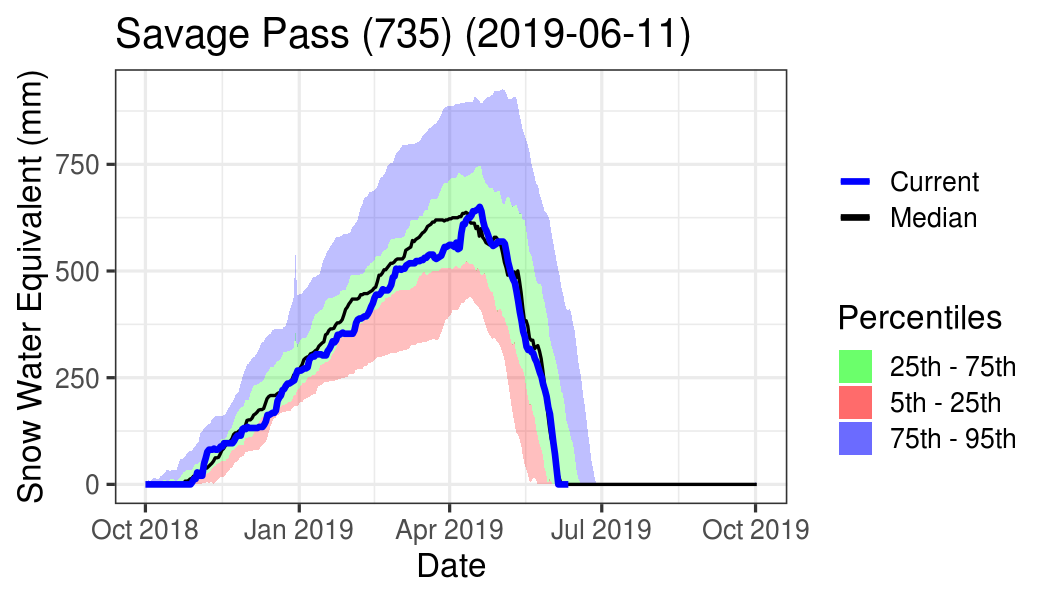 Savage Pass (735) (2019-06-11)
Snow Water Equivalent (mm)
750
500
250
0
Oct 2018
Jan 2019
Apr 2019
Jul 2019
Oct 2019
Date
Current
Median
Percentiles
25th - 75th
5th - 25th
75th - 95th